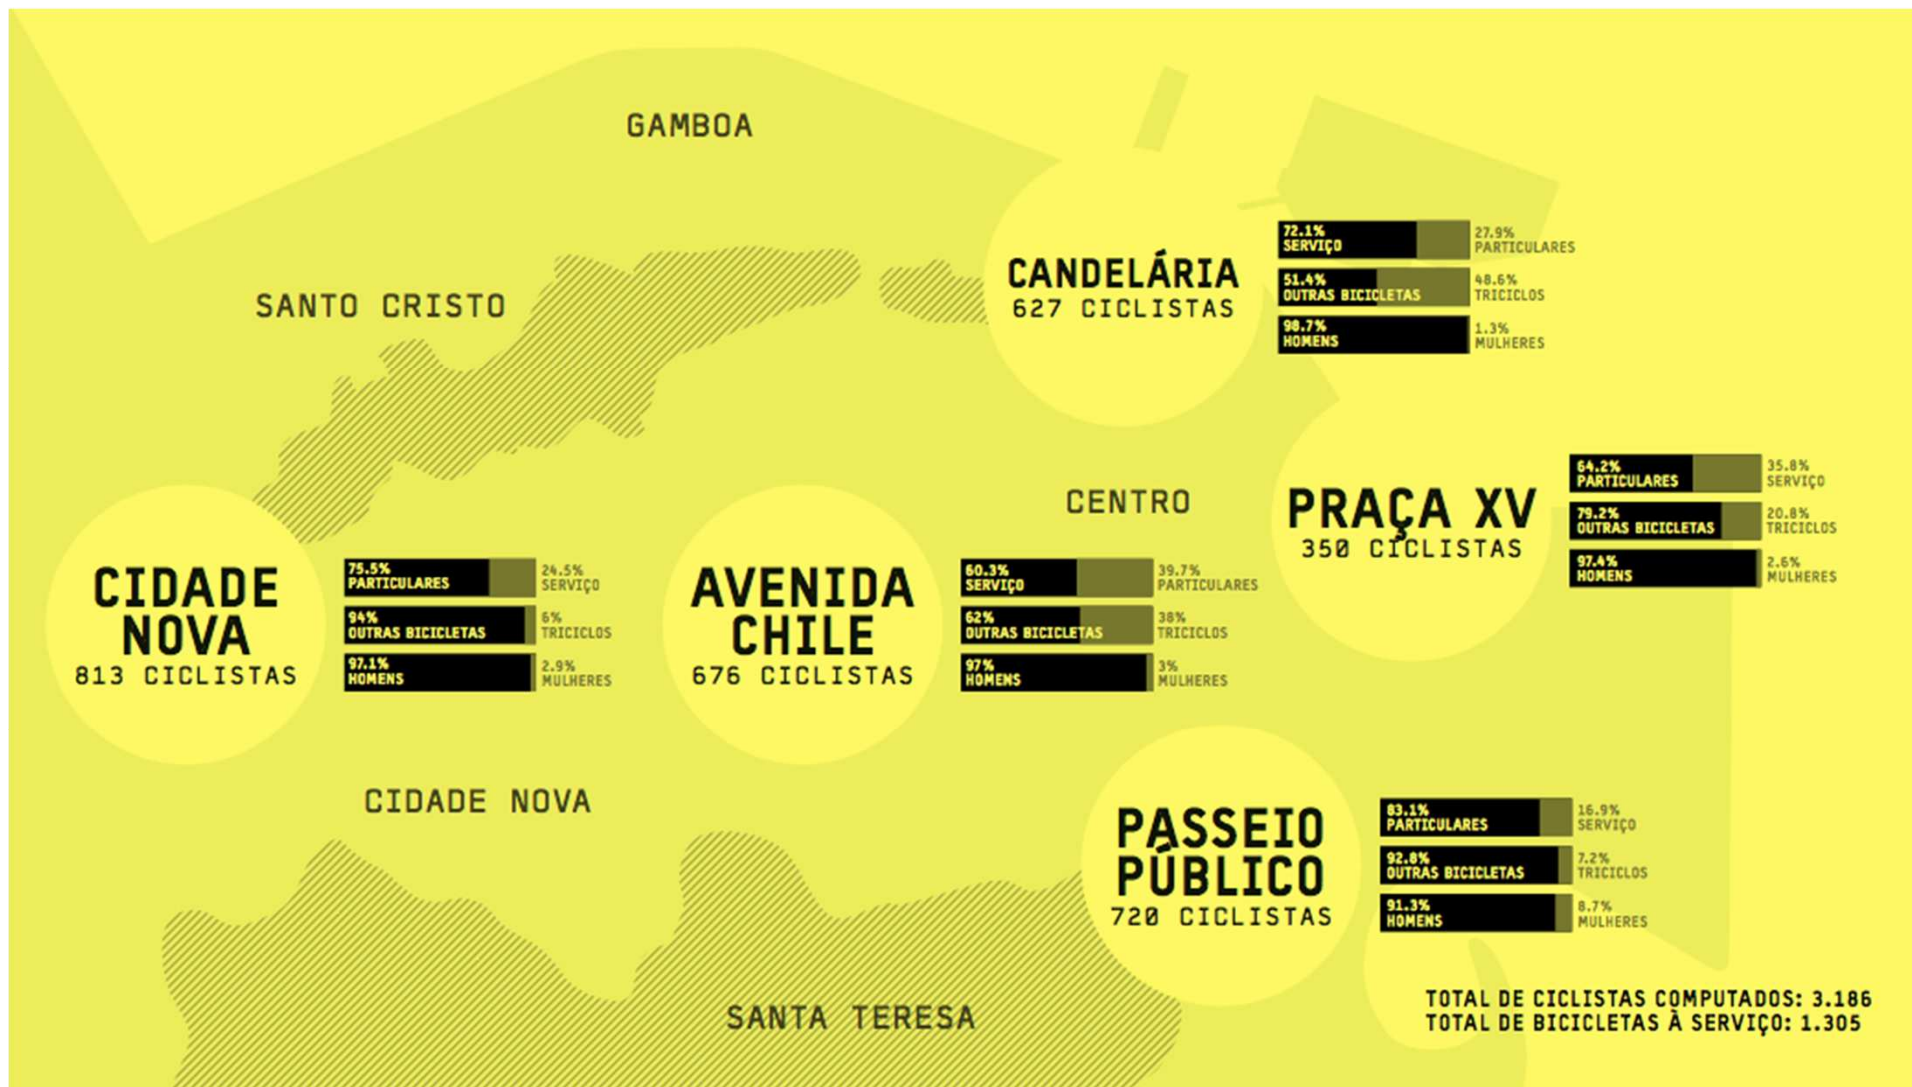 GAMBOA
SANTO CRISTO
CANDELÁRIA
627 CICLISTAS
72.1%
SERVIÇO
27.9%
PARTICULARES
51.4%
OUTRAS BICICLETAS
48.6%
TRICICLOS
98.7%
HOMENS
1.3%
MULHERES
CENTRO
PRAÇA XV
350 CICLISTAS
64.2%
PARTICULARES
35.8%
SERVIÇO
79.2%
OUTRAS BICICLETAS
20.8%
TRICICLOS
97.4%
HOMENS
2.6%
MULHERES
CIDADE
NOVA
813 CICLISTAS
75.5%
PARTICULARES
24.5%
SERVIÇO
94%
OUTRAS BICICLETAS
6%
TRICICLOS
97.1%
HOMENS
2.9%
MULHERES
AVENIDA
CHILE
676 CICLISTAS
60.3%
SERVIÇO
39.7%
PARTICULARES
62%
OUTRAS BICICLETAS
38%
TRICICLOS
97%
HOMENS
3%
MULHERES
CIDADE NOVA
PASSEIO
PÚBLICO
720 CICLISTAS
83.1%
PARTICULARES
16.9%
SERVIÇO
92.8%
OUTRAS BICICLETAS
7.2%
TRICICLOS
91.3%
HOMENS
8.7%
MULHERES
SANTA TERESA
TOTAL DE CICLISTAS COMPUTADOS: 3.186
TOTAL DE BICICLETAS À SERVIÇO: 1.305